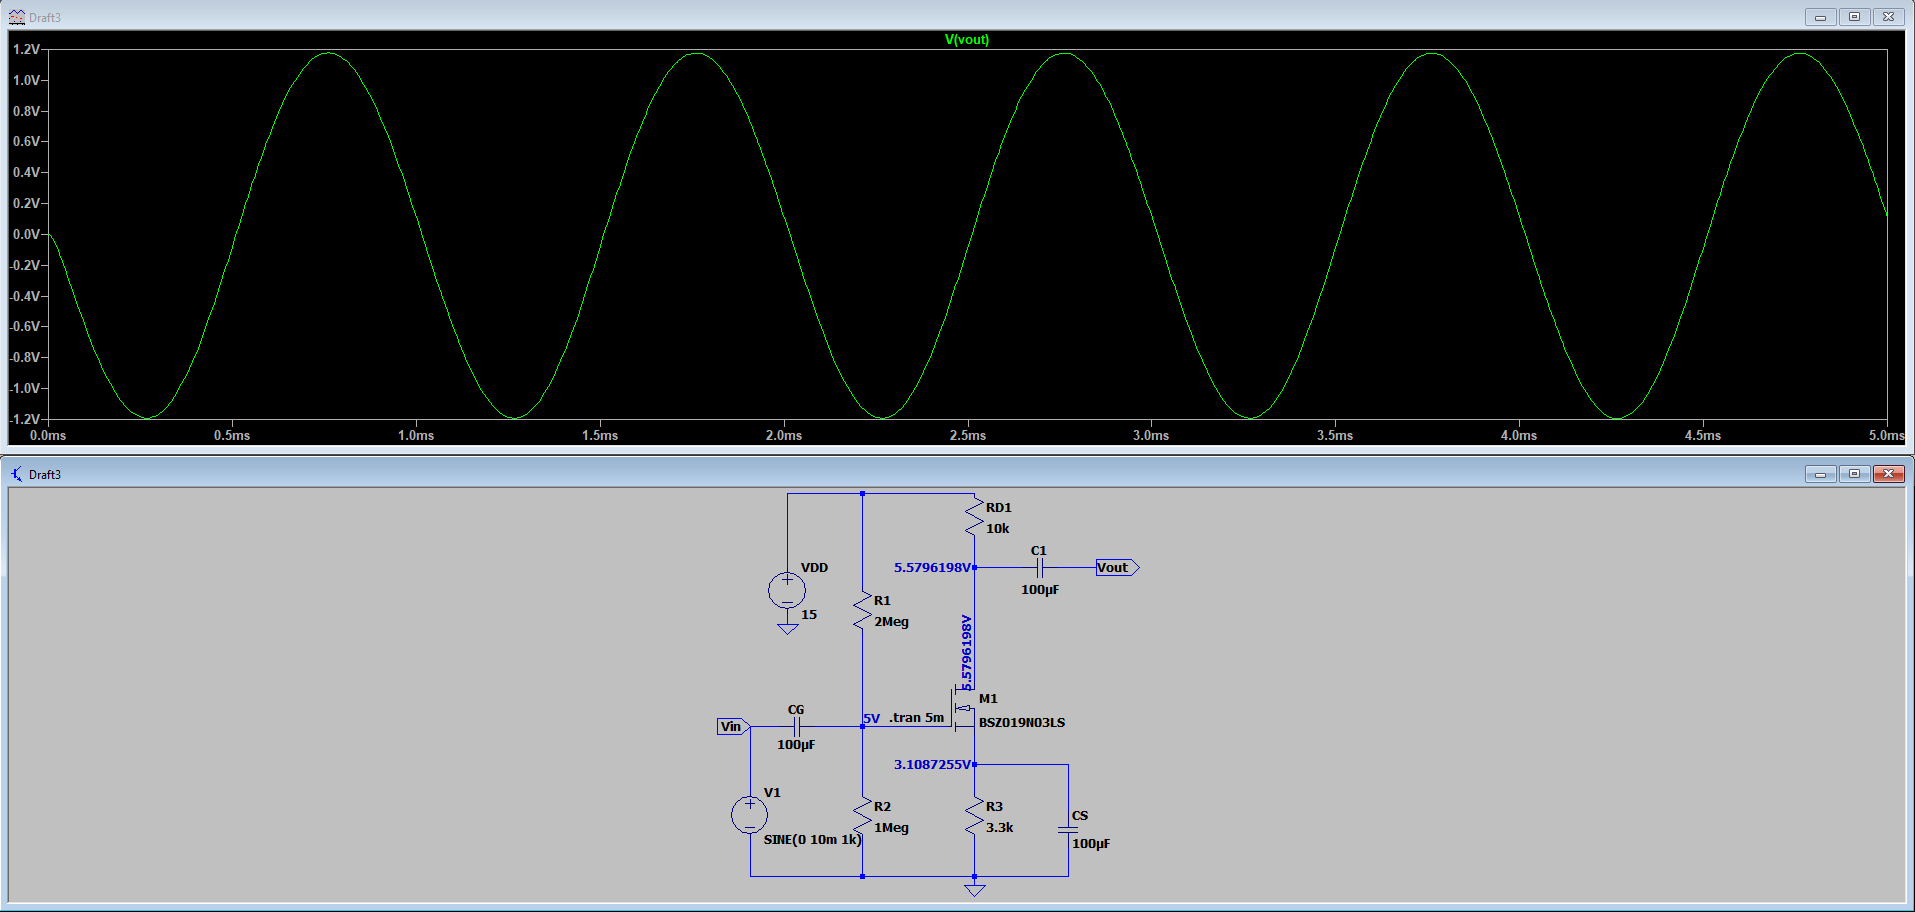 Draft3
V(vout)
1.2V
1.0V
0.8V
0.6V
0.4V
0.2V
0.0V
-0.2V
-0.4V
-0.6V
-0.8V
-1.0V
-1.2V
0.0ms 0.5ms 1.0ms 1.5ms 2.0ms 2.5ms 3.0ms 3.5ms 4.0ms 4.5ms 5.0ms
Draft3
RD1
10k
C1
5.5796198V
Vout
100µF
VDD
15
R1
2Meg
5.5796198V
M1
BSZ019N03LS
CG
5V
.tran 5m
Vin
100µF
3.1087255V
V1
SINE(0 10m 1k)
R2
1Meg
R3
3.3k
CS
100µF